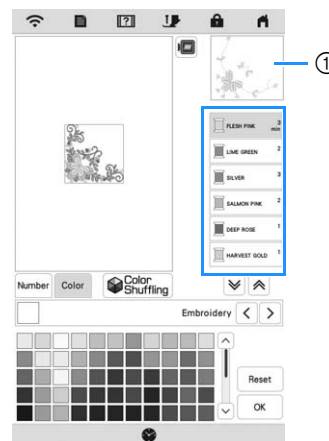 ①
FLESH PINK 3 min
LIME GREEN 2
SILVER 3
SALMON PINK 2
DEEP ROSE 1
HARVEST GOLD 1
Number Color Color Shuffling
Embroidery
Reset
OK